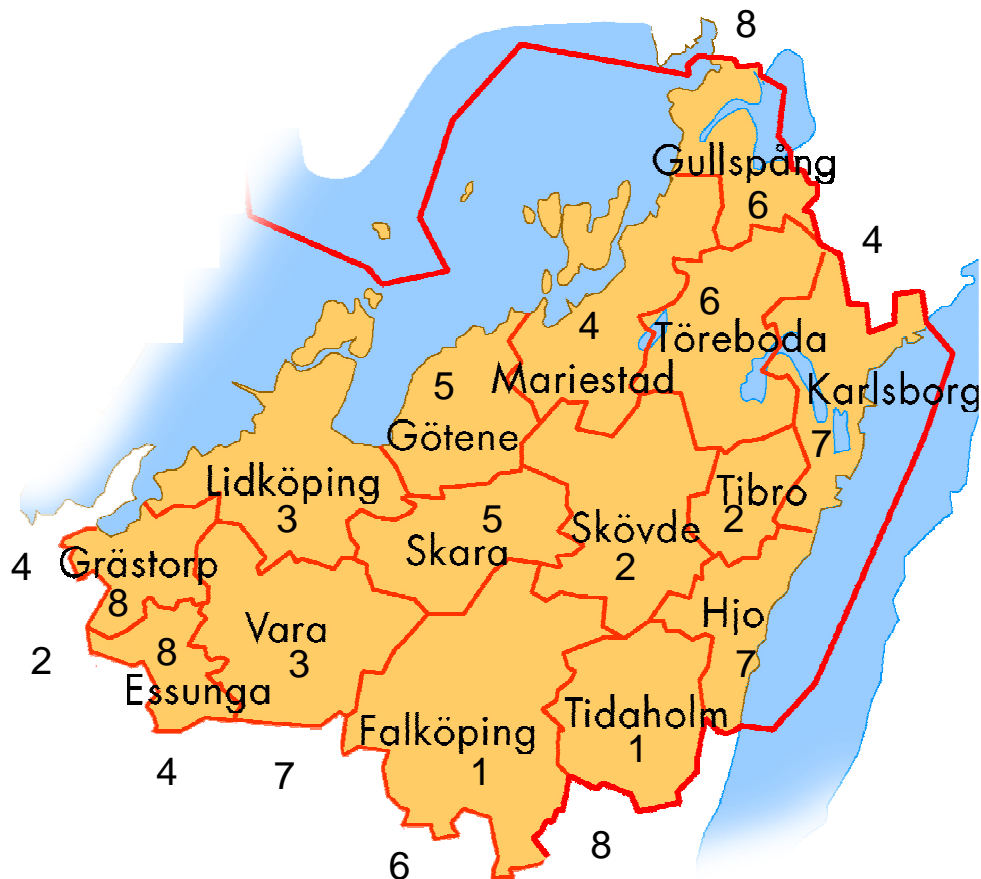 8
Gullspång
6
4
6
4
Töreboda
Mariestad
5
Karlsborg
Götene
7
Lidköping
Tibro
3
5
2
Skövde
Skara
4
Grästorp
2
8
Hjo
Vara
2
8
3
7
Essunga
Tidaholm
Falköping
1
4
7
1
8
6